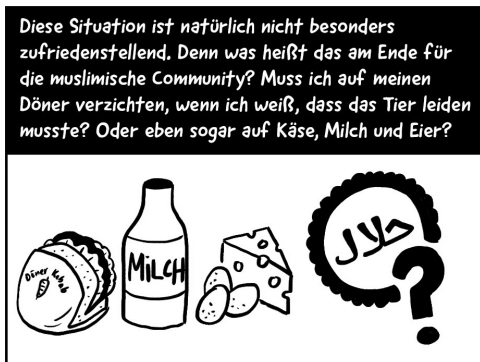 Diese Situation ist natürlich nicht besonders
zufriedenstellend. Denn was heißt das am Ende für
die muslimische Community? Muss ich auf meinen
Döner verzichten, wenn ich weiß, dass das Tier leiden
musste? Oder eben sogar auf Käse, Milch und Eier?
Döner Kebab
MiLCH
حلال
?